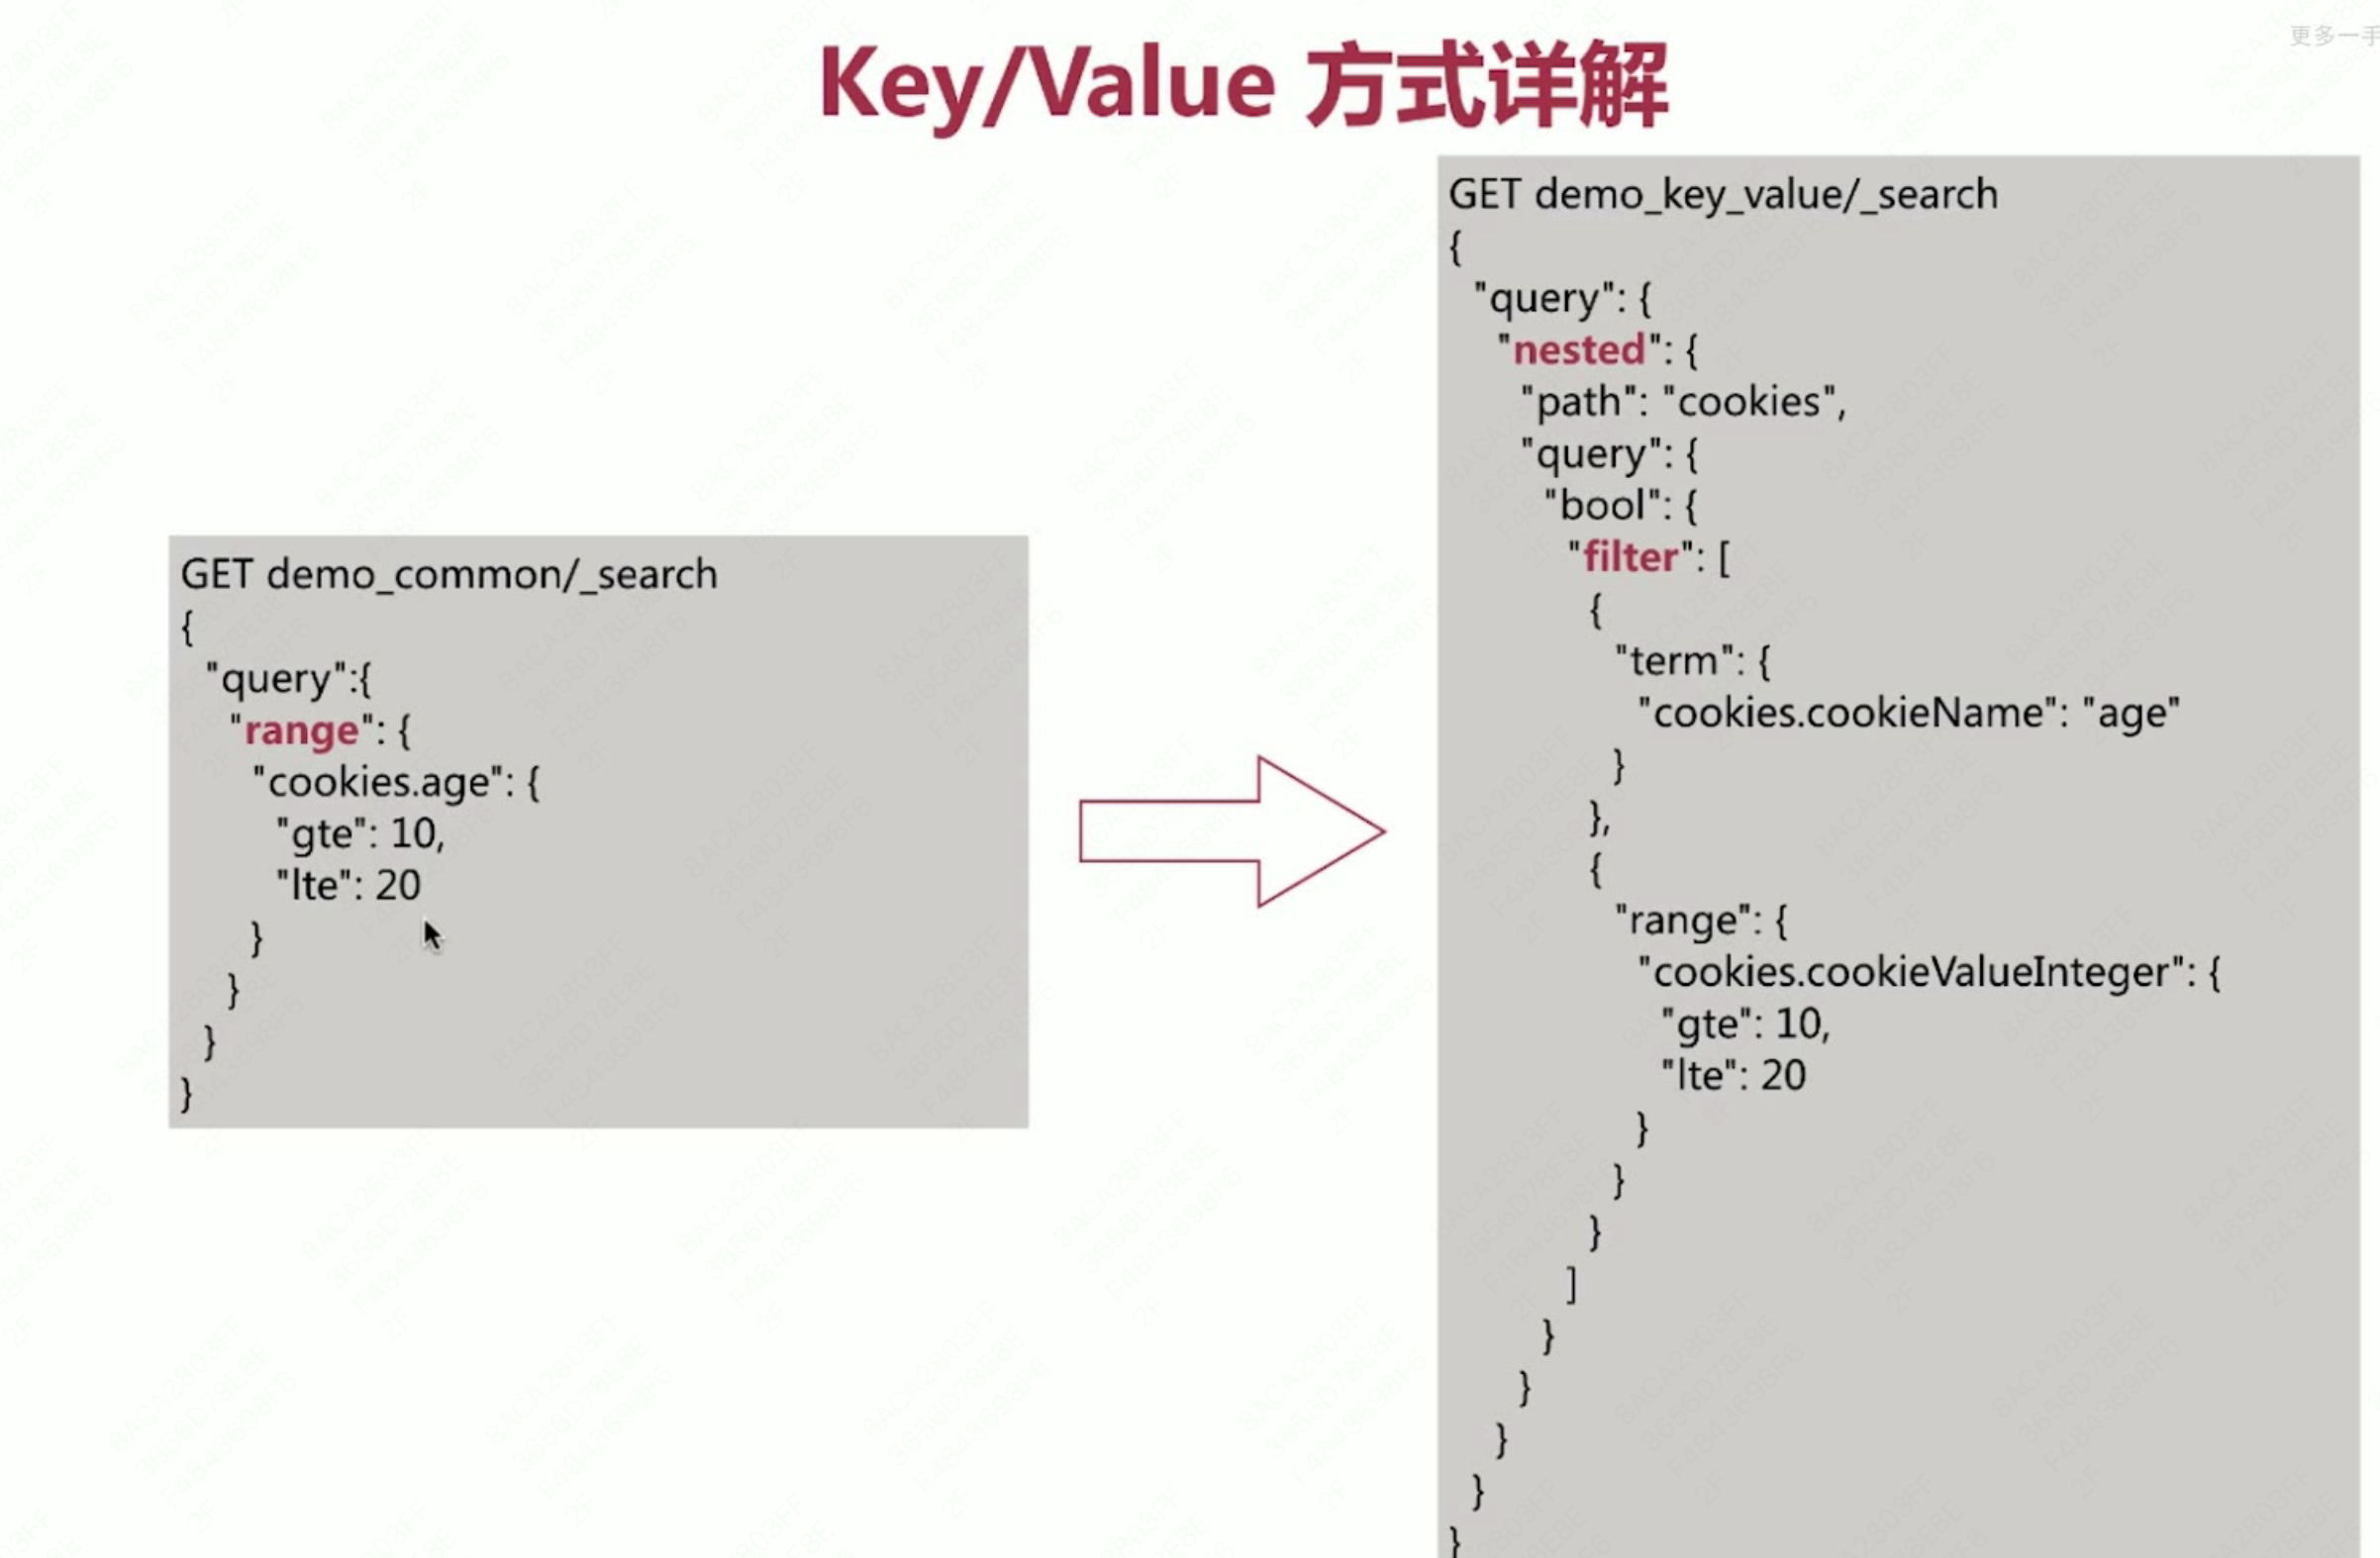 更多一手
Key/Value 方式详解
GET demo_common/_search
{
"query":{
"range": {
"cookies.age": {
"gte": 10,
"lte": 20
}
}
}
}
GET demo_key_value/_search
{
"query": {
"nested": {
"path": "cookies",
"query": {
"bool": {
"filter": [
{
"term": {
"cookies.cookieName": "age"
}
},
{
"range": {
"cookies.cookieValueInteger": {
"gte": 10,
"lte": 20
}
}
}
]
}
}
}
}
}